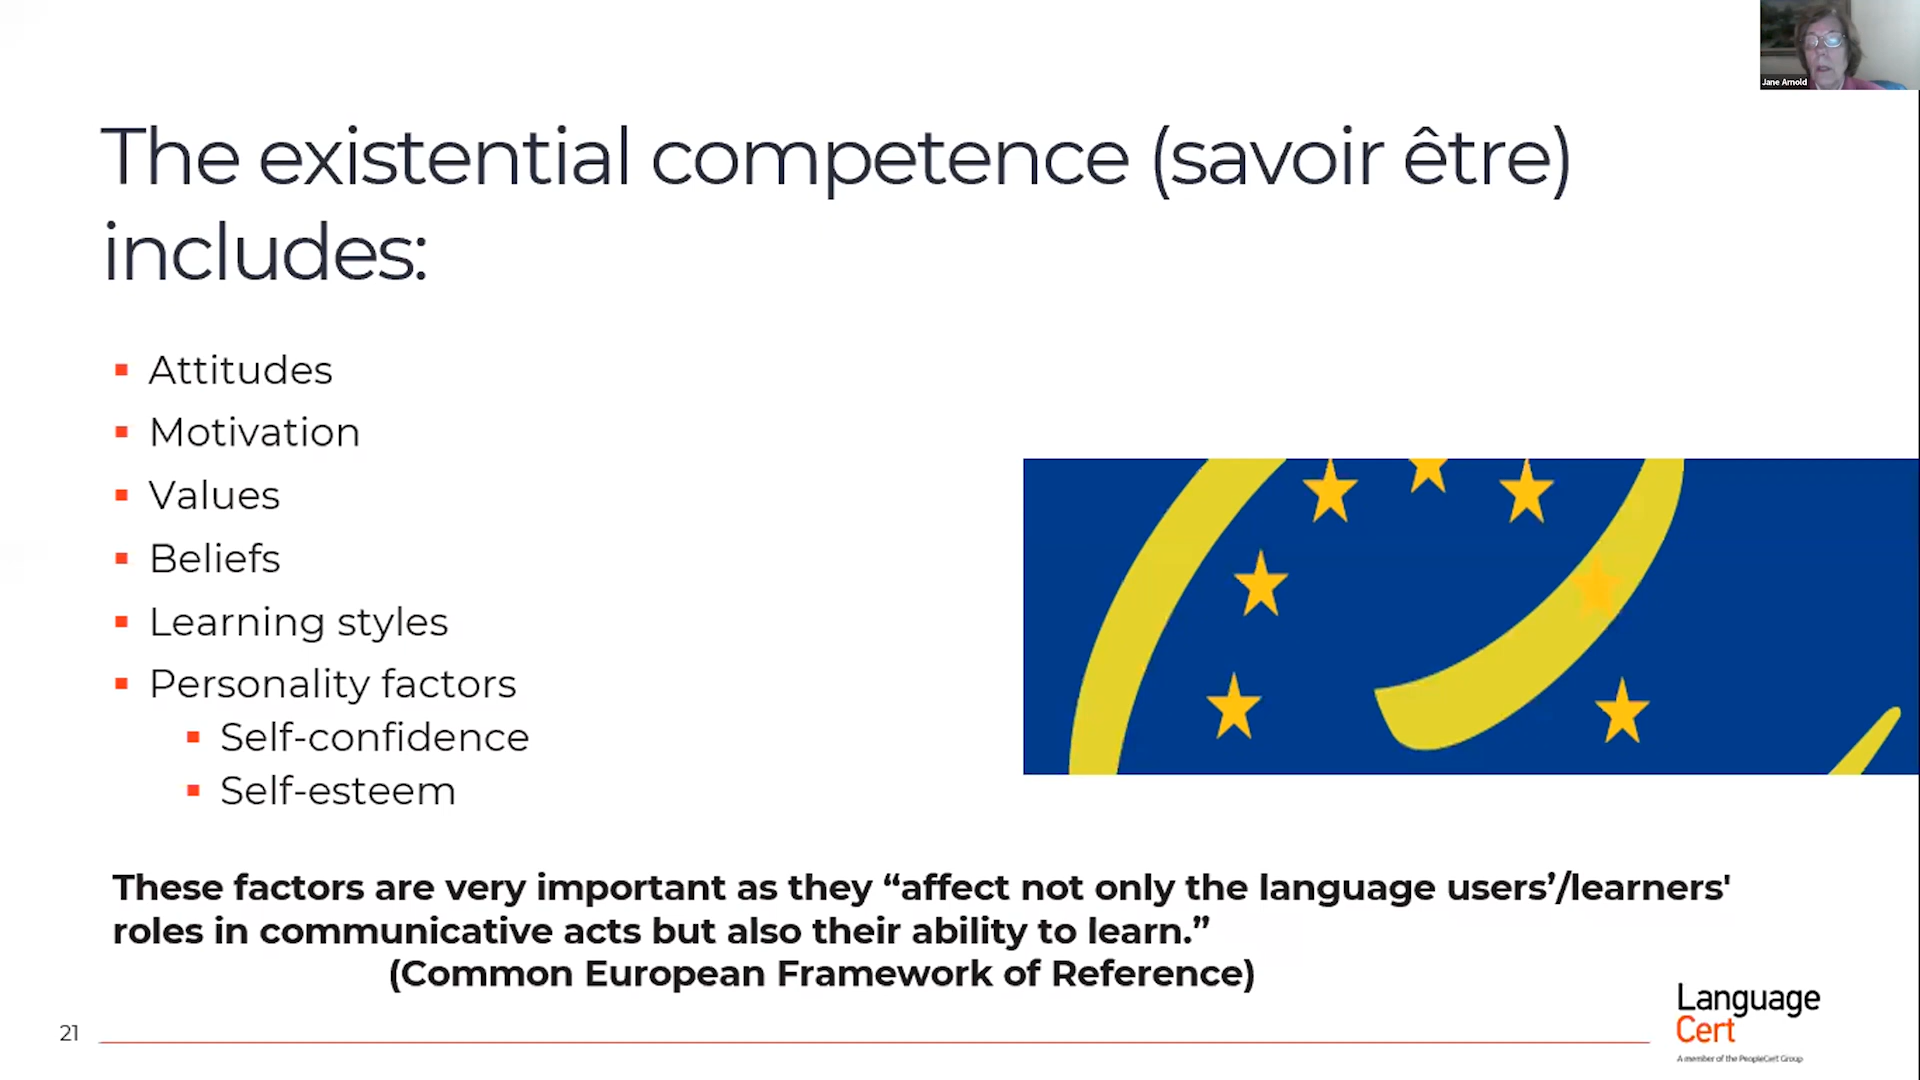 Jane Arnold
The existential competence (savoir être)
includes:
Attitudes
Motivation
Values
Beliefs
Learning styles
Personality factors
Self-confidence
Self-esteem
These factors are very important as they “affect not only the language users’/learners'
roles in communicative acts but also their ability to learn.”
(Common European Framework of Reference)
21
Language
Cert
A member of the PeopleCert Group